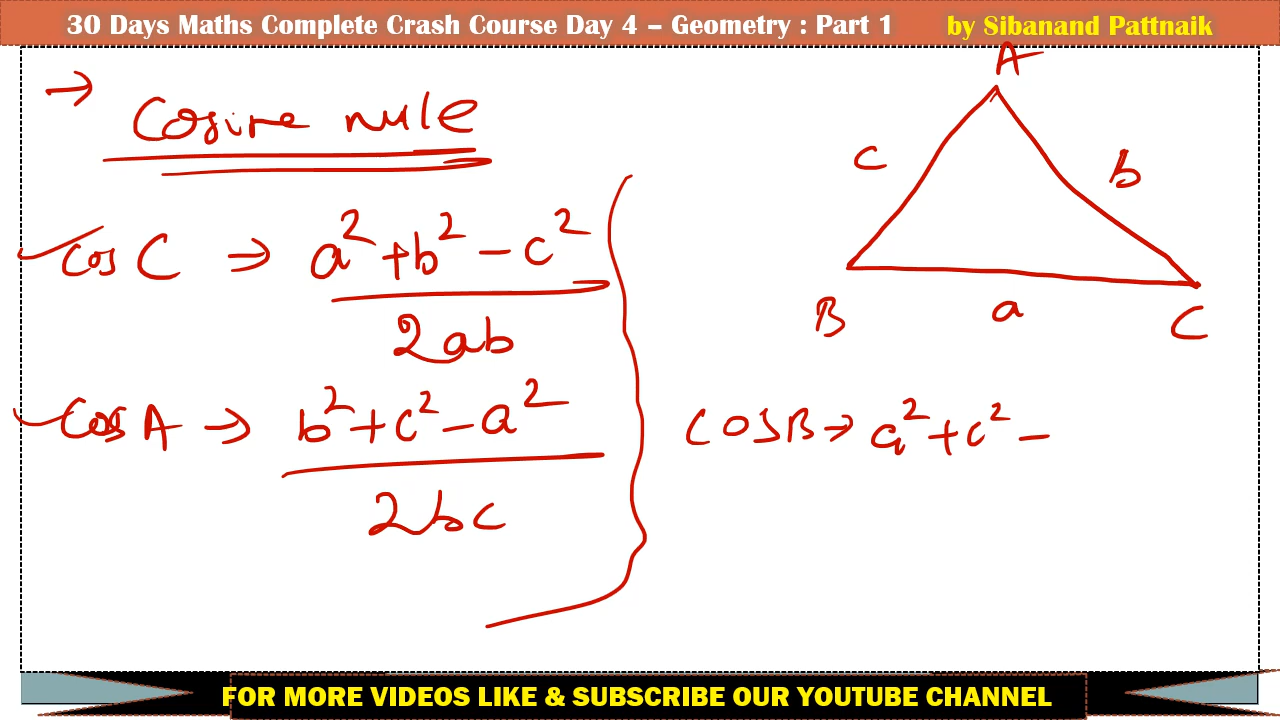 30 Days Maths Complete Crash Course Day 4 – Geometry : Part 1 by Sibanand Pattnaik
→ Cosine rule
cos C → a² + b² - c²
2ab
cos A → b² + c² - a²
2bc
A
c
b
B
a
C
cos B → a² + c² -
FOR MORE VIDEOS LIKE & SUBSCRIBE OUR YOUTUBE CHANNEL